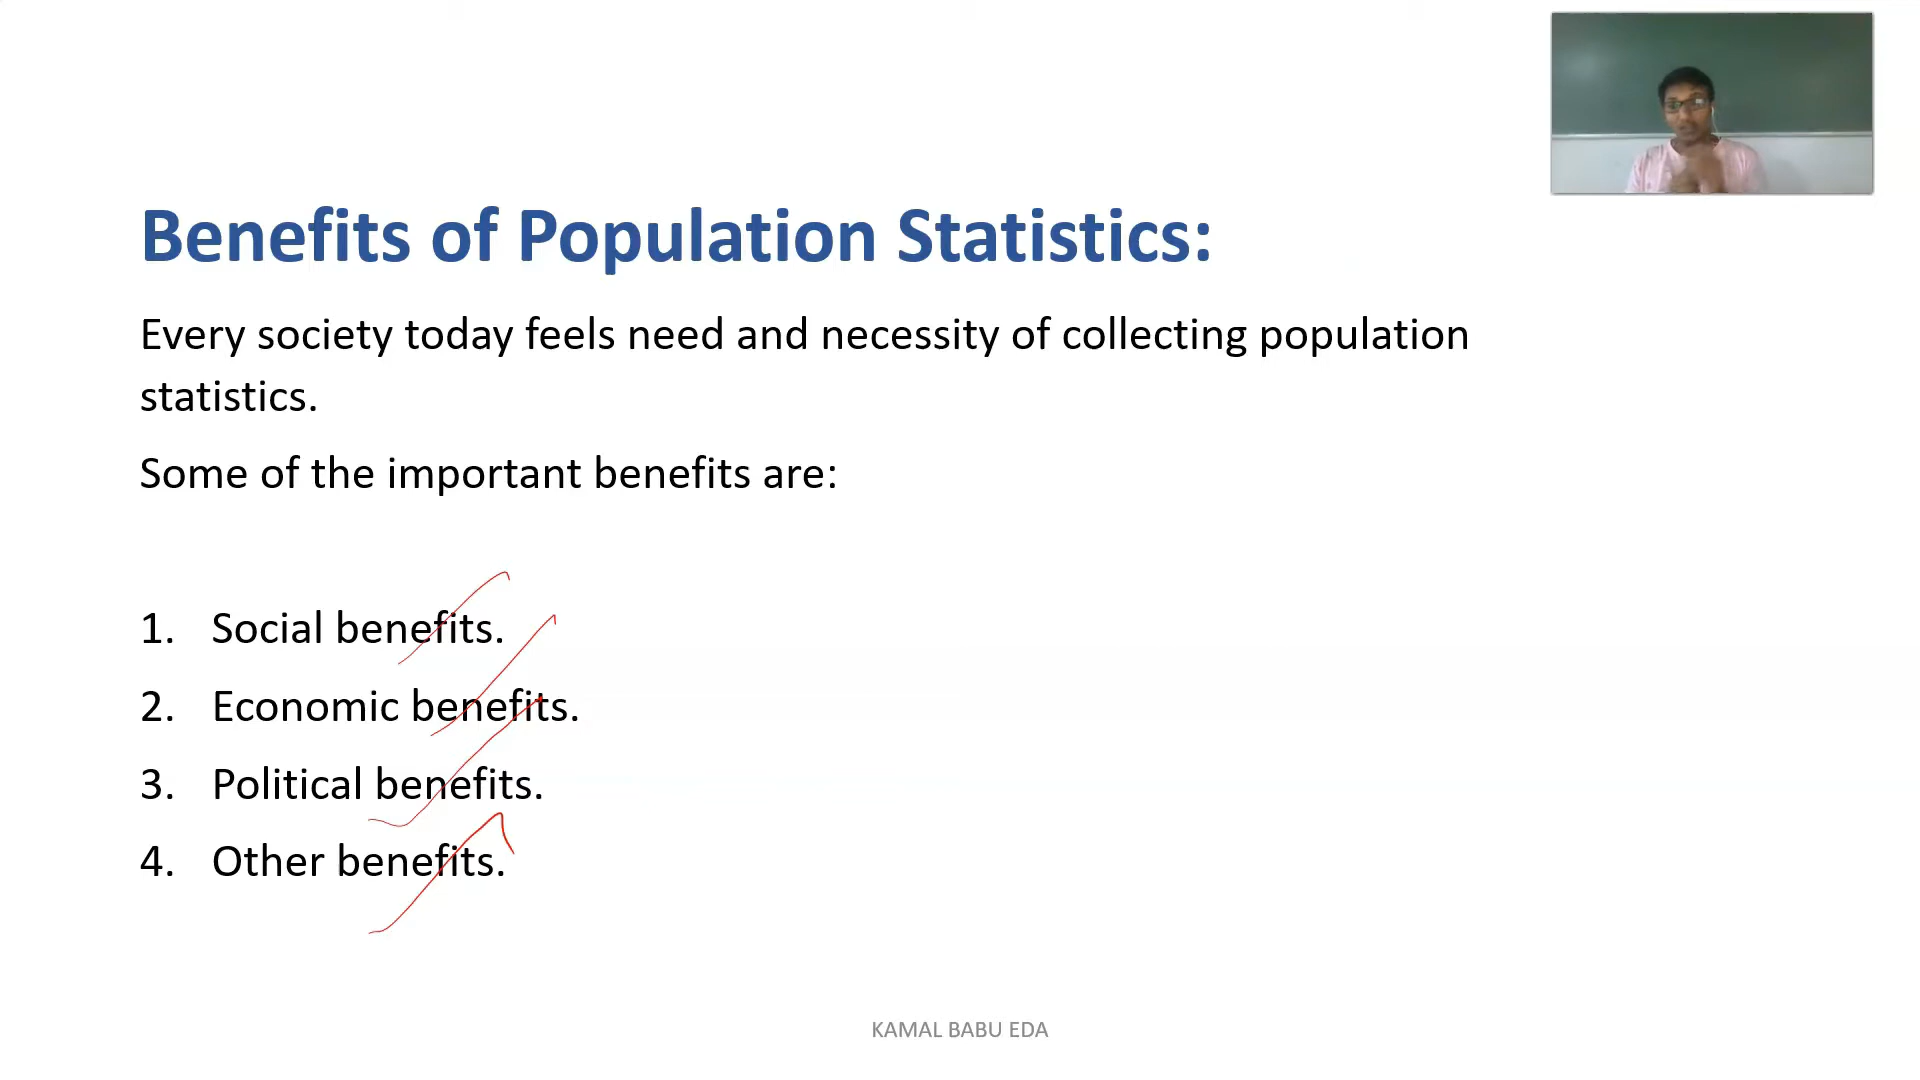 Benefits of Population Statistics:
Every society today feels need and necessity of collecting population
statistics.
Some of the important benefits are:
1. Social benefits.
2. Economic benefits.
3. Political benefits.
4. Other benefits.
KAMAL BABU EDA